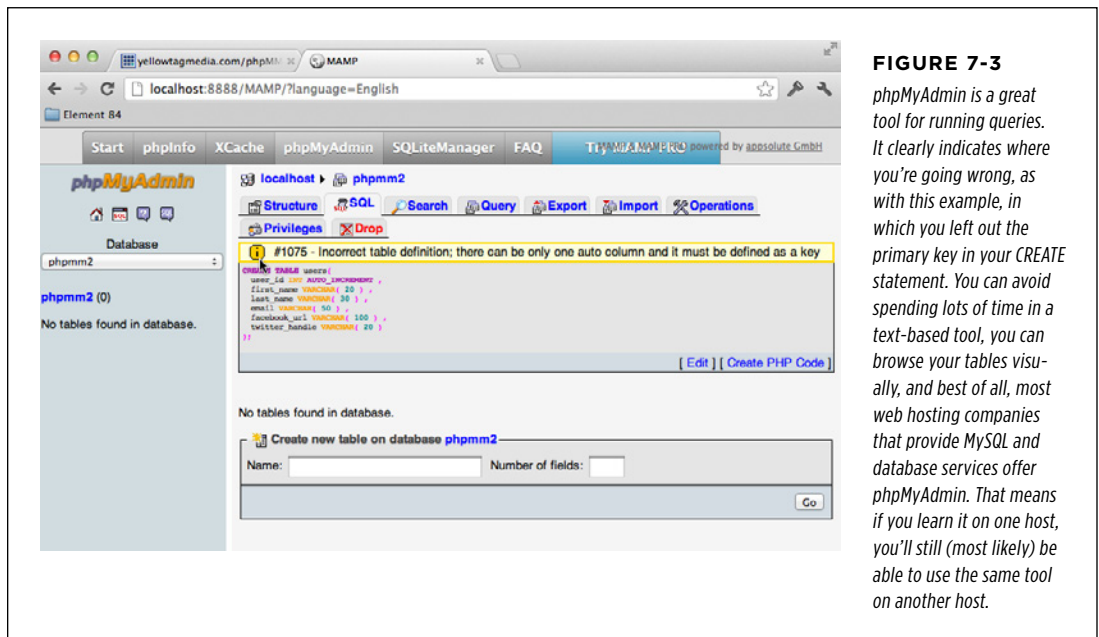 yellowtagmedia.com/phpM
MAMP
localhost:8888/MAMP/?language=English
Element 84
Start phpInfo XCache phpMyAdmin SQLiteManager FAQ powered by appsolute GmbH
phpMyAdmin
Database
phpmm2
phpmm2 (0)
No tables found in database.
localhost phpmm2
Structure SQL Search Query Export Import Operations
Privileges Drop
#1075 - Incorrect table definition; there can be only one auto column and it must be defined as a key
TABLE users(
user_id INT AUTO_INCREMENT ,
first_name VARCHAR( 20 ) ,
last_name VARCHAR( 30 ) ,
email VARCHAR( 50 ) ,
facebook_url VARCHAR( 100 ) ,
twitter_handle VARCHAR( 20 )
);
[ Edit ] [ Create PHP Code ]
No tables found in database.
Create new table on database phpmm2
Name: Number of fields:
Go
FIGURE 7-3
phpMyAdmin is a great
tool for running queries.
It clearly indicates where
you're going wrong, as
with this example, in
which you left out the
primary key in your CREATE
statement. You can avoid
spending lots of time in a
text-based tool, you can
browse your tables visu-
ally, and best of all, most
web hosting companies
that provide MySQL and
database services offer
phpMyAdmin. That means
if you learn it on one host,
you'll still (most likely) be
able to use the same tool
on another host.